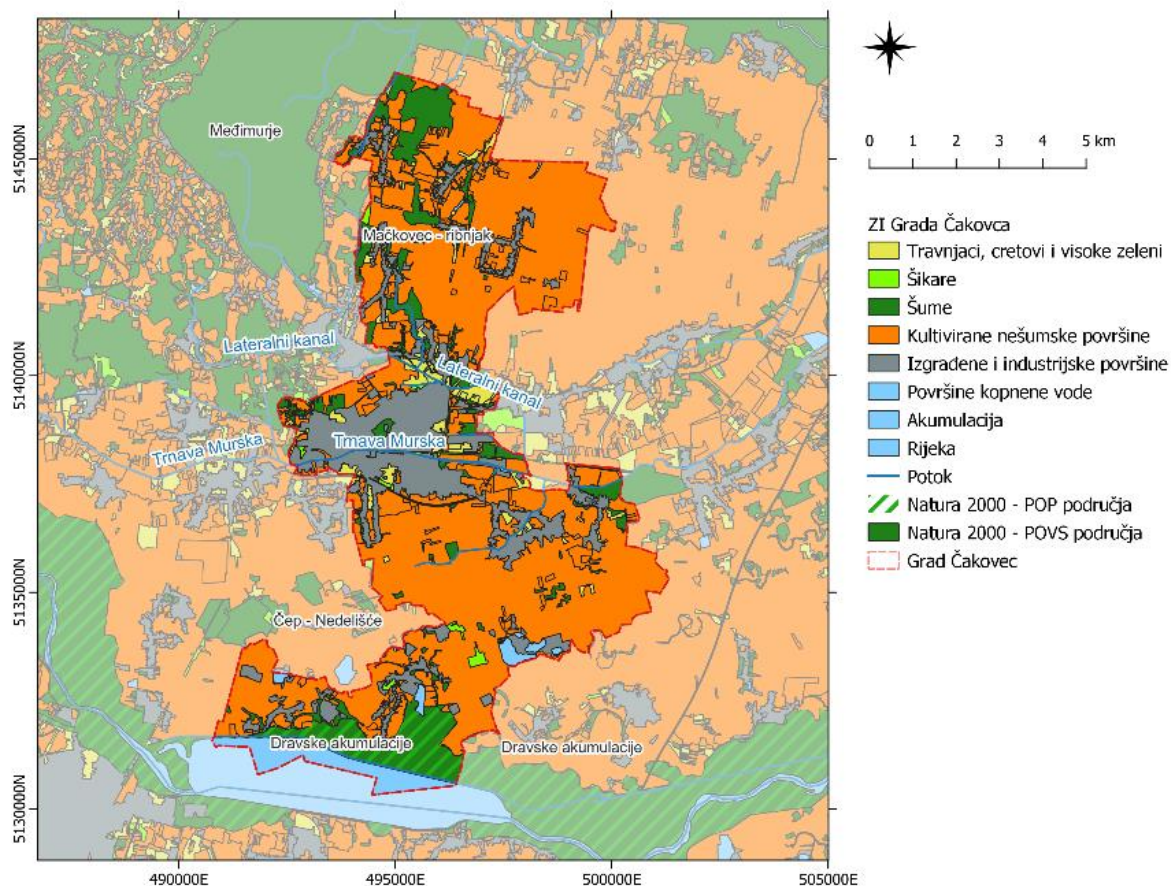 Međimurje
Mačkovec - ribnjak
Lateralni kanal
Lateralni kanal
Trnava Murska
Trnava Murska
Čep - Nedelišće
Dravske akumulacije
Dravske akumulacije
5145000N
5140000N
5135000N
5130000N
490000E
495000E
500000E
505000E
0 1 2 3 4 5 km
ZI Grada Čakovca
Travnjaci, cretovi i visoke zeleni
Šikare
Šume
Kultivirane nešumske površine
Izgrađene i industrijske površine
Površine kopnene vode
Akumulacija
Rijeka
Potok
Natura 2000 - POP područja
Natura 2000 - POVS područja
Grad Čakovec